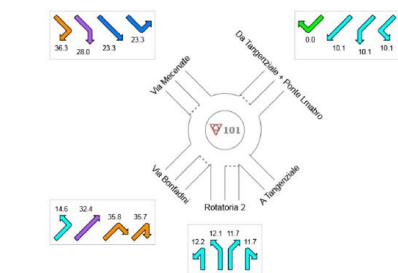 36.3 28.0 23.3 23.3
0.0 10.1 10.1 10.1
Via Mecenate
Da Tangenziale + Ponte Lmabro
101
Via Bonfadini
Rotatoria 2
A Tangenziale
14.6 32.4 35.8 35.7
12.2 12.1 11.7 11.7